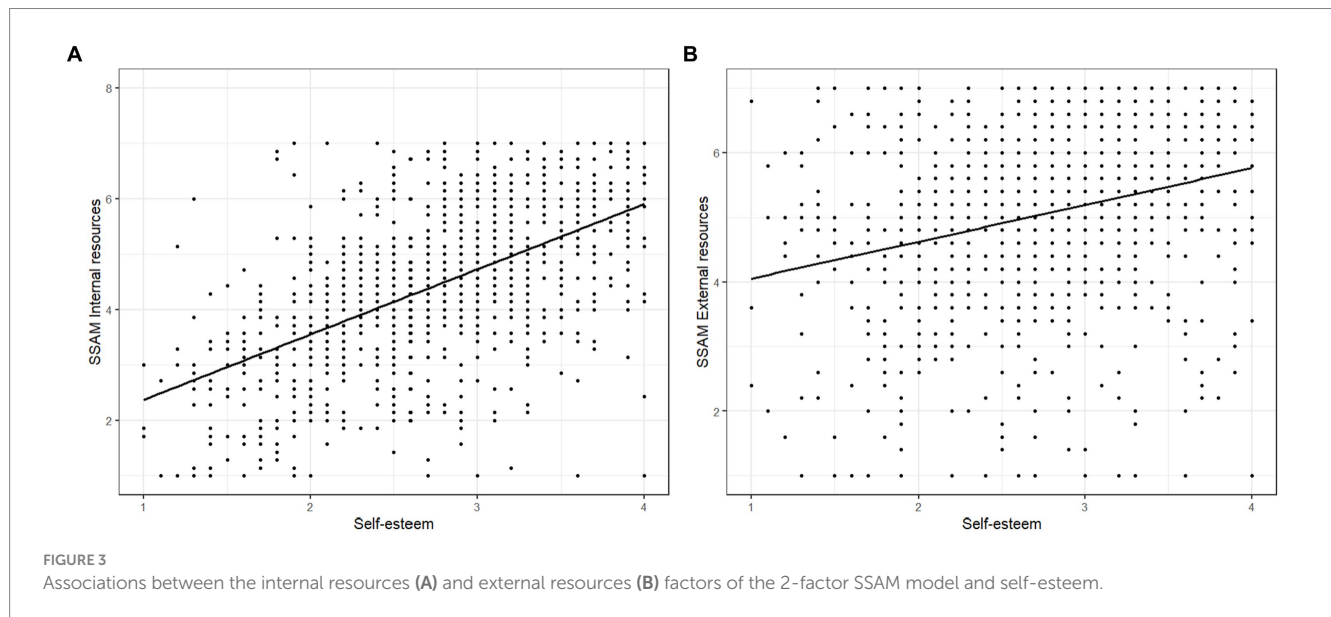 A
8
6
4
2
SSAM Internal resources
1 2 3 4
Self-esteem
B
6
4
2
SSAM External resources
1 2 3 4
Self-esteem
FIGURE 3
Associations between the internal resources (A) and external resources (B) factors of the 2-factor SSAM model and self-esteem.